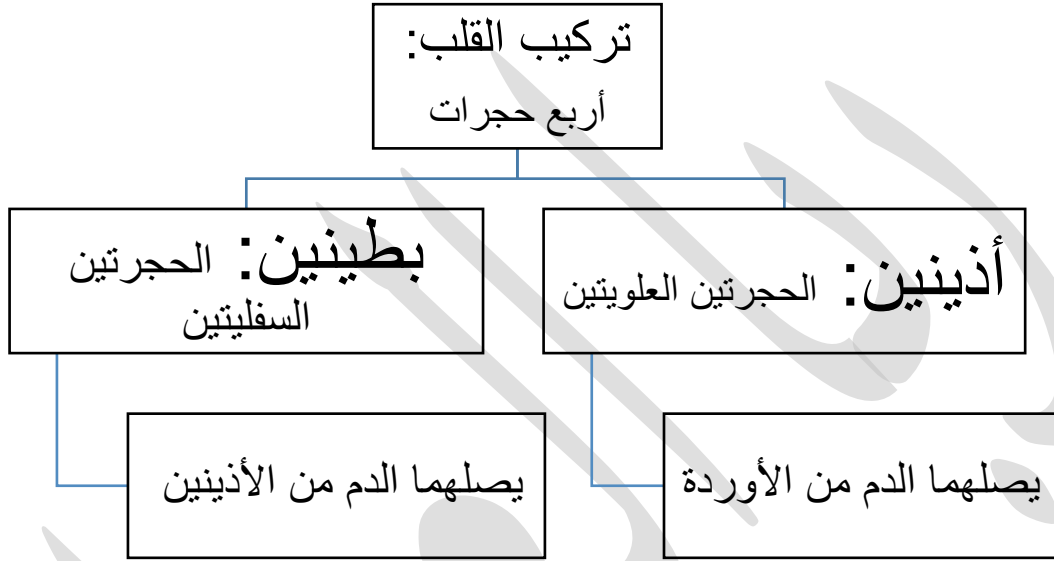 تركيب القلب:
أربع حجرات
أذينين: الحجرتين العلويتين
بطينين: الحجرتين
السفليتين
يصلهما الدم من الأوردة
يصلهما الدم من الأذينين